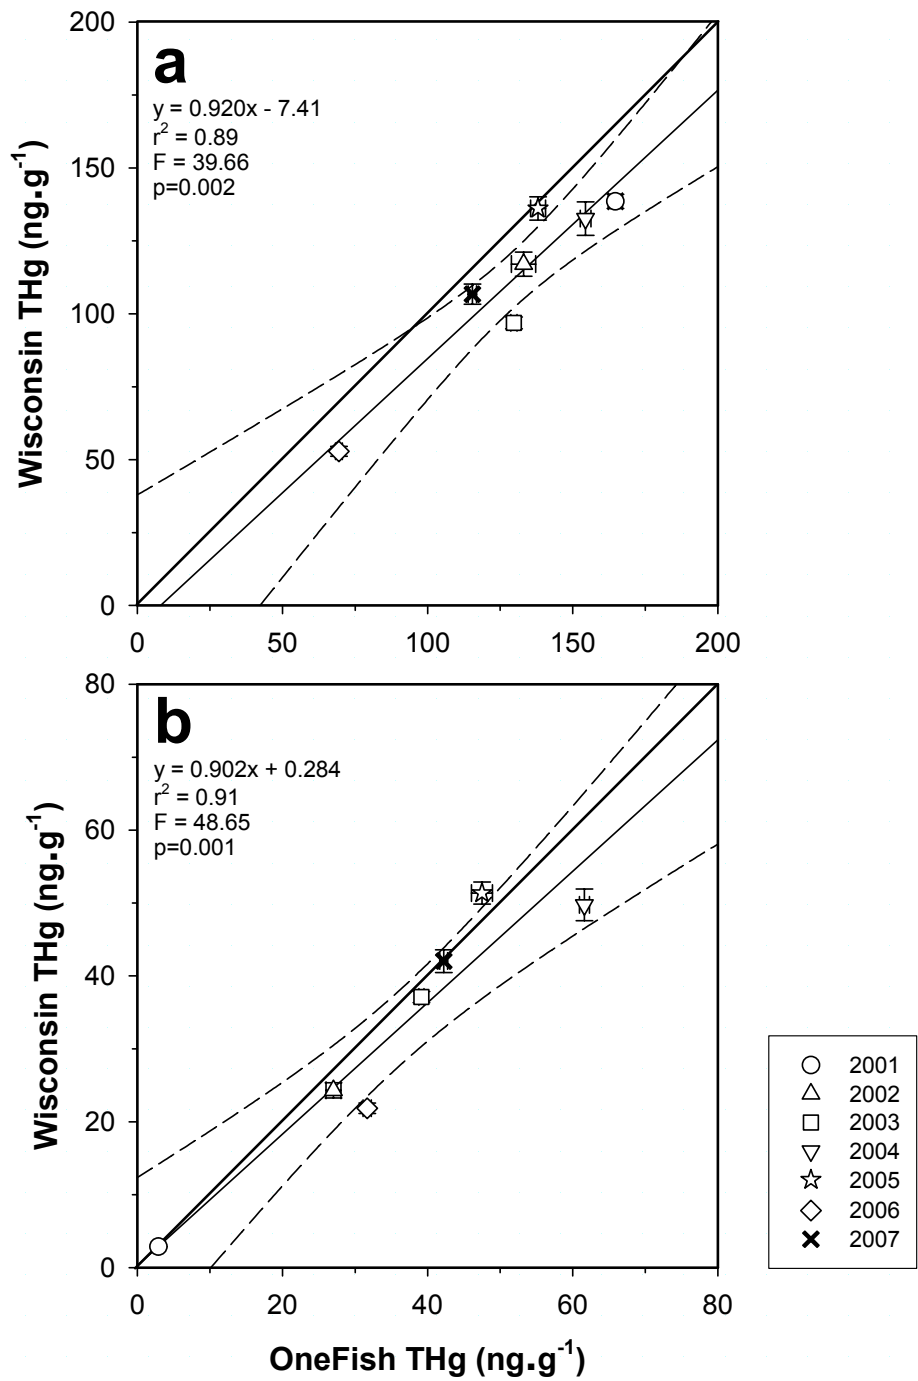 200
150
100
50
0
Wisconsin THg (ng.g-1)
a
y = 0.920x - 7.41
r2 = 0.89
F = 39.66
p=0.002
0 50 100 150 200
80
60
40
20
0
Wisconsin THg (ng.g-1)
b
y = 0.902x + 0.284
r2 = 0.91
F = 48.65
p=0.001
0 20 40 60 80
OneFish THg (ng.g-1)
2001
2002
2003
2004
2005
2006
2007